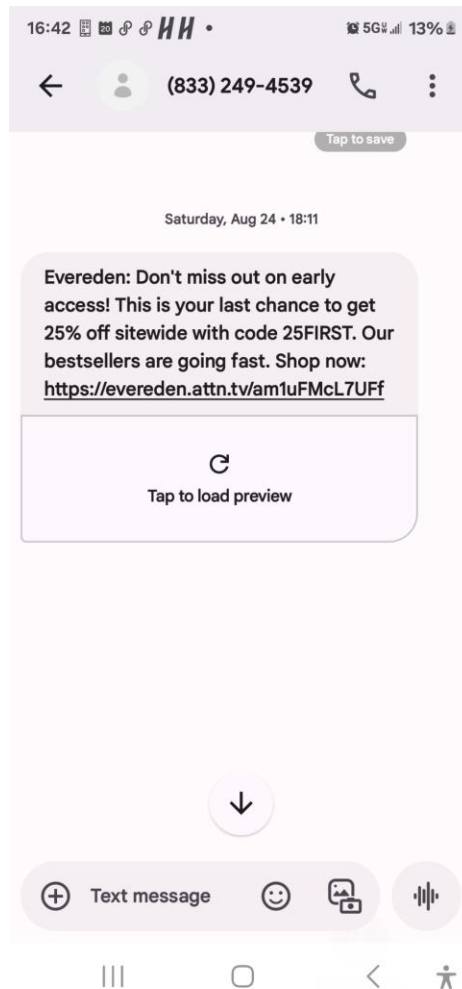 16:42 20 HH • 5G 13%
(833) 249-4539
Tap to save
Saturday, Aug 24 • 18:11
Evereden: Don't miss out on early
access! This is your last chance to get
25% off sitewide with code 25FIRST. Our
bestsellers are going fast. Shop now:
https://evereden.attn.tv/am1uFMcL7UFf
Tap to load preview
Text message